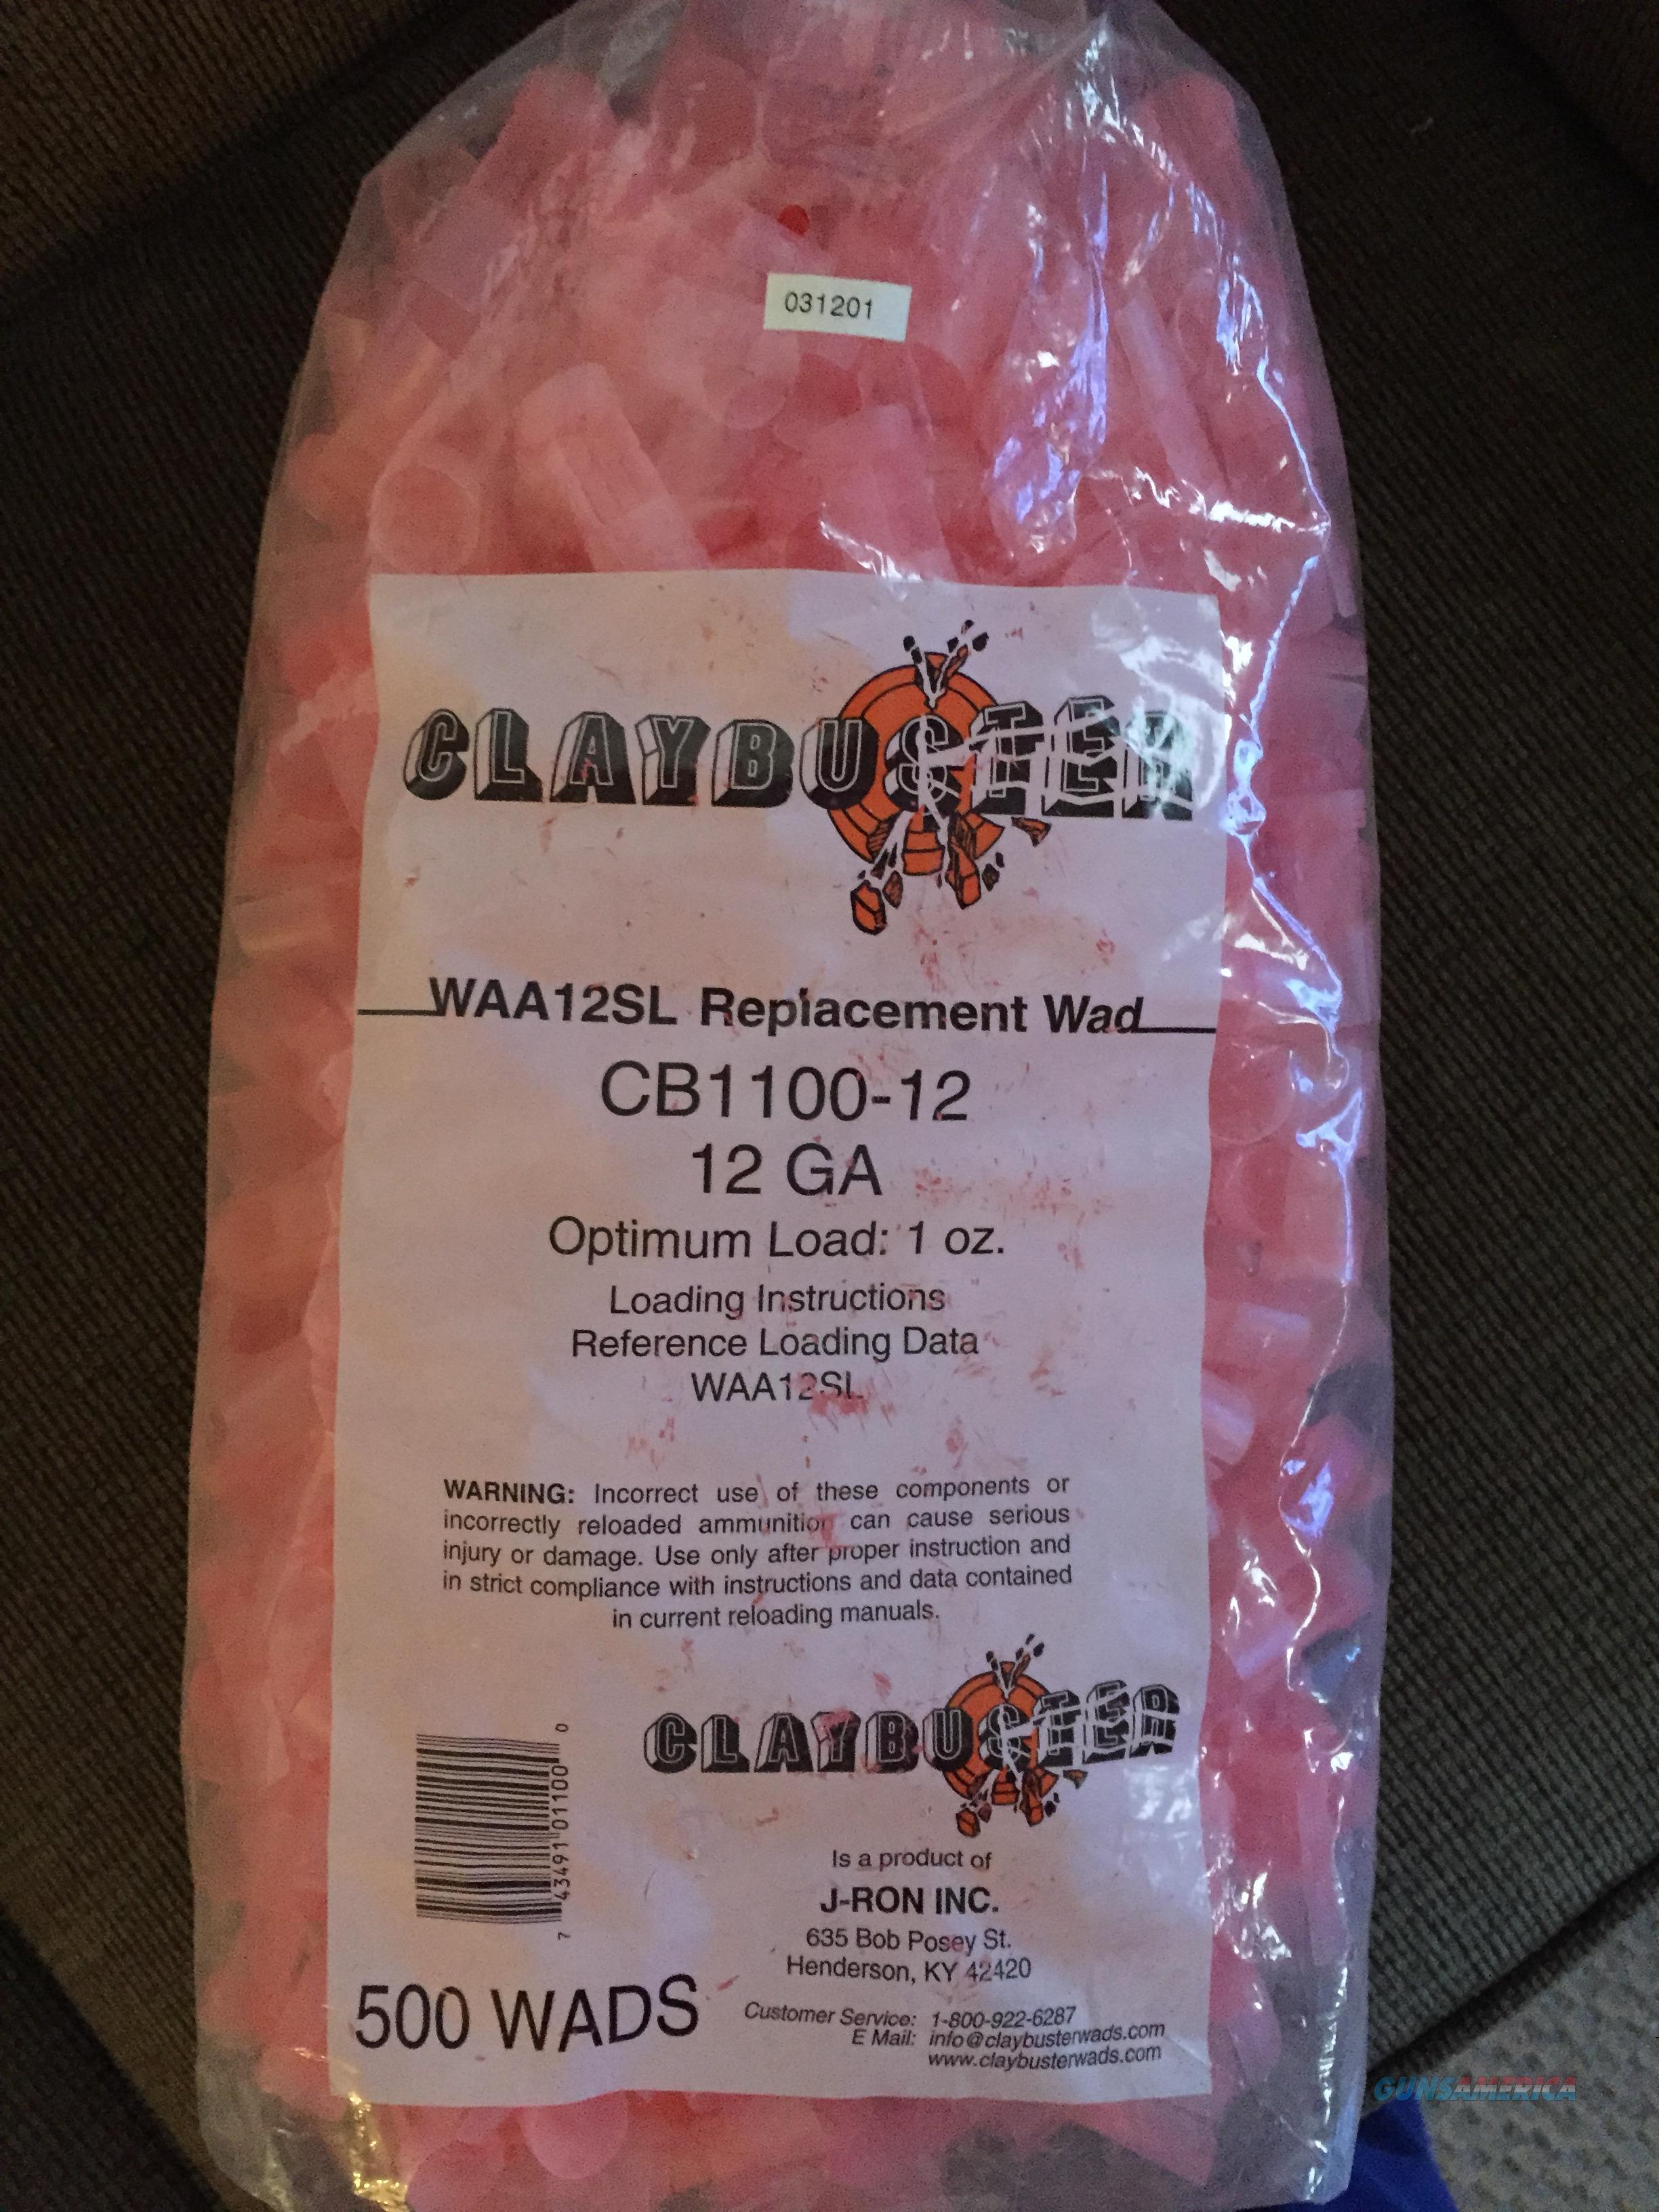 031201
CLAYBUSTER
WAA12SL Replacement Wad
CB1100-12
12 GA
Optimum Load: 1 oz.
Loading Instructions
Reference Loading Data
WAA12SL
WARNING: Incorrect use of these components or
incorrectly reloaded ammunition can cause serious
injury or damage. Use only after proper instruction and
in strict compliance with instructions and data contained
in current reloading manuals.
CLAYBUSTER
7 43491 01100 0
Is a product of
J-RON INC.
635 Bob Posey St.
Henderson, KY 42420
500 WADS
Customer Service: 1-800-922-6287
E Mail: info@claybusterwads.com
www.claybusterwads.com
GUNSAMERICA